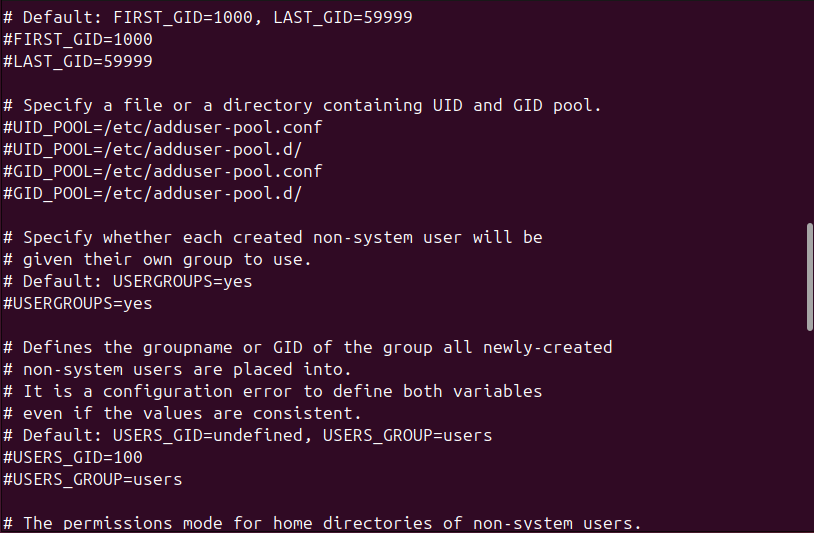 # Default: FIRST_GID=1000, LAST_GID=59999
#FIRST_GID=1000
#LAST_GID=59999
# Specify a file or a directory containing UID and GID pool.
#UID_POOL=/etc/adduser-pool.conf
#UID_POOL=/etc/adduser-pool.d/
#GID_POOL=/etc/adduser-pool.conf
#GID_POOL=/etc/adduser-pool.d/
# Specify whether each created non-system user will be
# given their own group to use.
# Default: USERGROUPS=yes
#USERGROUPS=yes
# Defines the groupname or GID of the group all newly-created
# non-system users are placed into.
# It is a configuration error to define both variables
# even if the values are consistent.
# Default: USERS_GID=undefined, USERS_GROUP=users
#USERS_GID=100
#USERS_GROUP=users
# The permissions mode for home directories of non-system users.